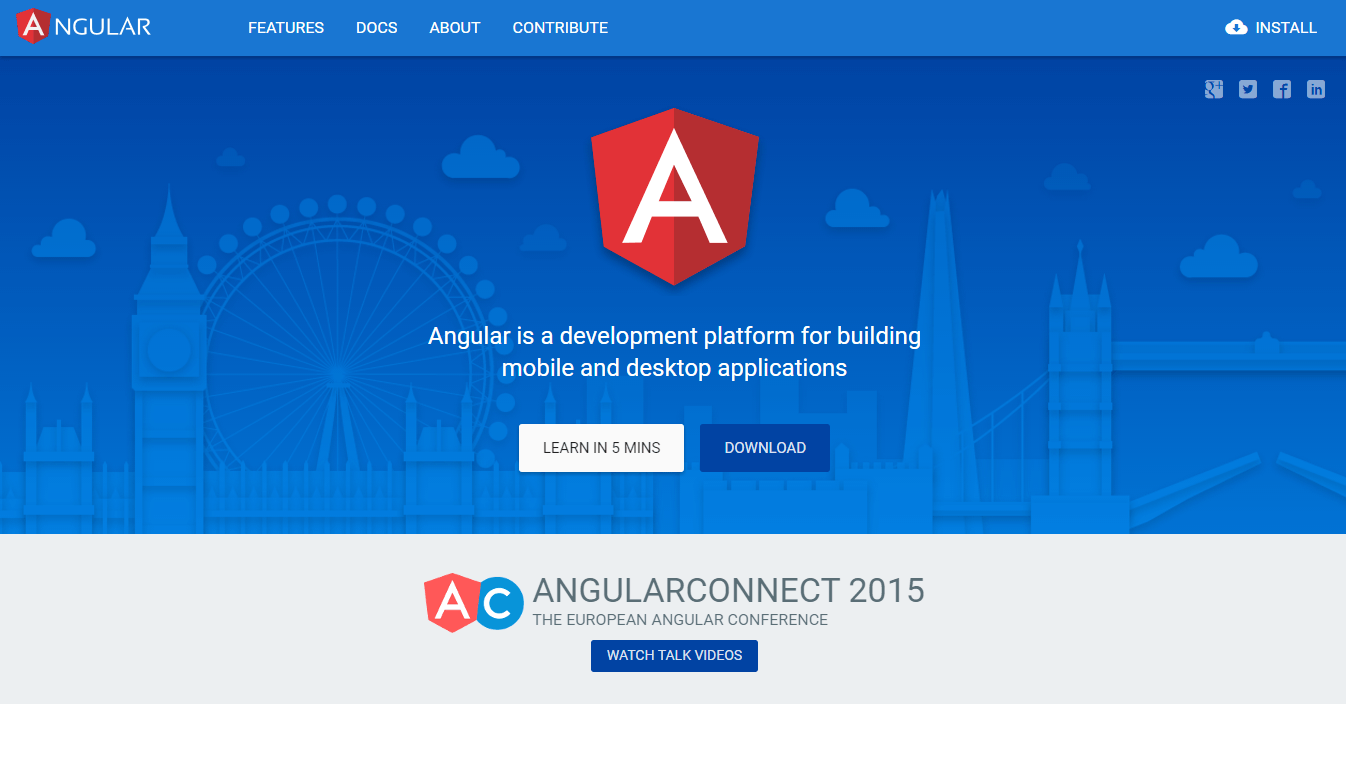 ANGULAR
FEATURES
DOCS
ABOUT
CONTRIBUTE
INSTALL
A
Angular is a development platform for building
mobile and desktop applications
LEARN IN 5 MINS
DOWNLOAD
AC
ANGULARCONNECT 2015
THE EUROPEAN ANGULAR CONFERENCE
WATCH TALK VIDEOS